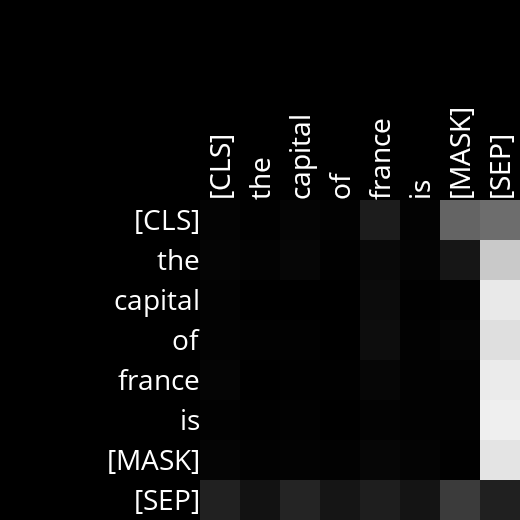 [CLS]
the
capital
of
france
is
[MASK]
[SEP]
[CLS]
the
capital
of
france
is
[MASK]
[SEP]